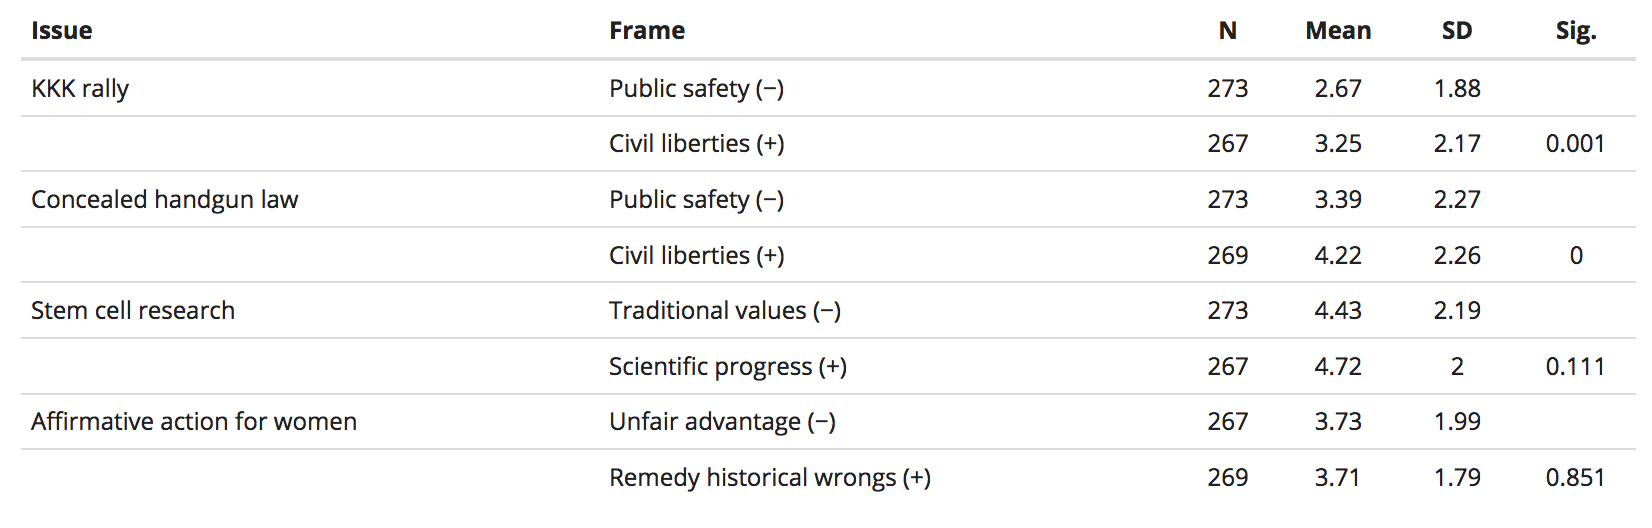 Issue Frame N Mean SD Sig.
KKK rally Public safety (−) 273 2.67 1.88
Civil liberties (+) 267 3.25 2.17 0.001
Concealed handgun law Public safety (−) 273 3.39 2.27
Civil liberties (+) 269 4.22 2.26 0
Stem cell research Traditional values (−) 273 4.43 2.19
Scientific progress (+) 267 4.72 2 0.111
Affirmative action for women Unfair advantage (−) 267 3.73 1.99
Remedy historical wrongs (+) 269 3.71 1.79 0.851